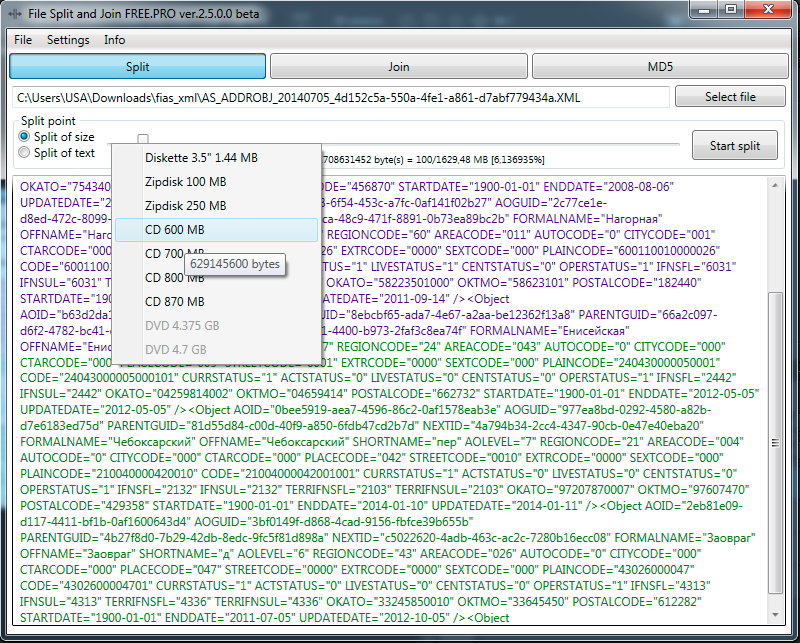 File Split and Join FREE.PRO ver.2.5.0.0 beta
File Settings Info
Split Join MD5
C:\Users\USA\Downloads\fias_xml\AS_ADDROBJ_20140705_4d152c5a-550a-4fe1-a861-d7abf779434a.XML Select file
Split point
Split of size
Split of text
708631452 byte(s) = 100/1629,48 MB [6,136935%]
Start split
Diskette 3.5" 1.44 MB
Zipdisk 100 MB
Zipdisk 250 MB
CD 600 MB
CD 700 MB
629145600 bytes
CD 800 MB
CD 870 MB
DVD 4.375 GB
DVD 4.7 GB
OKATO="754340 CODE="456870" STARTDATE="1900-01-01" ENDDATE="2008-08-06"
UPDATEDATE="2 3-6f54-453c-a7fc-0af141f02b27" AOGUID="2c77ce1e-
d8ed-472c-8099- ca-48c9-471f-8891-0b73ea89bc2b" FORMALNAME="Нагорная"
OFFNAME="Наго REGIONCODE="60" AREACODE="011" AUTOCODE="0" CITYCODE="001"
CTARCODE="000 26" EXTRCODE="0000" SEXTCODE="000" PLAINCODE="600110010000026"
CODE="6001100 US="1" LIVESTATUS="1" CENTSTATUS="0" OPERSTATUS="1" IFNSFL="6031"
IFNSUL="6031" T OKATO="58223501000" OKTMO="58623101" POSTALCODE="182440"
STARTDATE="190 DATEDATE="2011-09-14" /><Object
AOID="b63d2da1 UID="8ebcbf65-ada7-4e67-a2aa-be12362f13a8" PARENTGUID="66a2c097-
d6f2-4782-bc41-d -4400-b973-2faf3c8ea74f" FORMALNAME="Енисейская"
OFFNAME="Енис 7" REGIONCODE="24" AREACODE="043" AUTOCODE="0" CITYCODE="000"
CTARCODE="000" PLACECODE="005" STREETCODE="0001" EXTRCODE="0000" SEXTCODE="000" PLAINCODE="240430000050001"
CODE="24043000005000101" CURRSTATUS="1" ACTSTATUS="0" LIVESTATUS="0" CENTSTATUS="0" OPERSTATUS="1" IFNSFL="2442"
IFNSUL="2442" OKATO="04259814002" OKTMO="04659414" POSTALCODE="662732" STARTDATE="1900-01-01" ENDDATE="2012-05-05"
UPDATEDATE="2012-05-05" /><Object AOID="0bee5919-aea7-4596-86c2-0af1578eab3e" AOGUID="977ea8bd-0292-4580-a82b-
d7e6183ed75d" PARENTGUID="81d55d84-c00d-40f9-a850-6fdb47cd2b7d" NEXTID="4a794b34-2cc4-4347-90cb-0e47e40eba20"
FORMALNAME="Чебоксарский" OFFNAME="Чебоксарский" SHORTNAME="пер" AOLEVEL="7" REGIONCODE="21" AREACODE="004"
AUTOCODE="0" CITYCODE="000" CTARCODE="000" PLACECODE="042" STREETCODE="0010" EXTRCODE="0000" SEXTCODE="000"
PLAINCODE="210040000420010" CODE="21004000042001001" CURRSTATUS="1" ACTSTATUS="0" LIVESTATUS="0" CENTSTATUS="0"
OPERSTATUS="1" IFNSFL="2132" IFNSUL="2132" TERRIFNSFL="2103" TERRIFNSUL="2103" OKATO="97207870007" OKTMO="97607470"
POSTALCODE="429358" STARTDATE="1900-01-01" ENDDATE="2014-01-10" UPDATEDATE="2014-01-11" /><Object AOID="2eb81e09-
d117-4411-bf1b-0af1600643d4" AOGUID="3bf0149f-d868-4cad-9156-fbfce39b655b"
PARENTGUID="4b27f8d0-7b29-42db-8edc-9fc5f81d898a" NEXTID="c5022620-4adb-463c-ac2c-7280b16ecc08" FORMALNAME="Заовраг"
OFFNAME="Заовраг" SHORTNAME="д" AOLEVEL="6" REGIONCODE="43" AREACODE="026" AUTOCODE="0" CITYCODE="000"
CTARCODE="000" PLACECODE="047" STREETCODE="0000" EXTRCODE="0000" SEXTCODE="000" PLAINCODE="43026000047"
CODE="4302600004701" CURRSTATUS="1" ACTSTATUS="0" LIVESTATUS="0" CENTSTATUS="0" OPERSTATUS="1" IFNSFL="4313"
IFNSUL="4313" TERRIFNSFL="4336" TERRIFNSUL="4336" OKATO="33245850010" OKTMO="33645450" POSTALCODE="612282"
STARTDATE="1900-01-01" ENDDATE="2011-07-05" UPDATEDATE="2012-10-05" /><Object